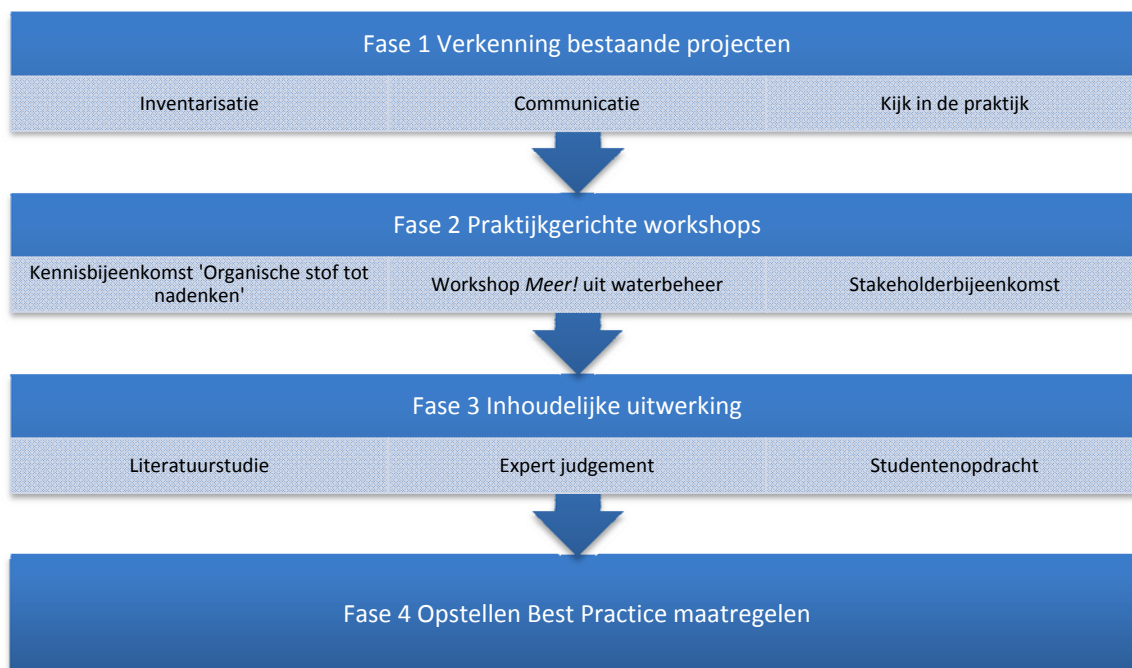 Fase 1 Verkenning bestaande projecten
Inventarisatie
Communicatie
Kijk in de praktijk
Fase 2 Praktijkgerichte workshops
Kennisbijeenkomst 'Organische stof tot
nadenken'
Workshop Meer! uit waterbeheer
Stakeholderbijeenkomst
Fase 3 Inhoudelijke uitwerking
Literatuurstudie
Expert judgement
Studentenopdracht
Fase 4 Opstellen Best Practice maatregelen